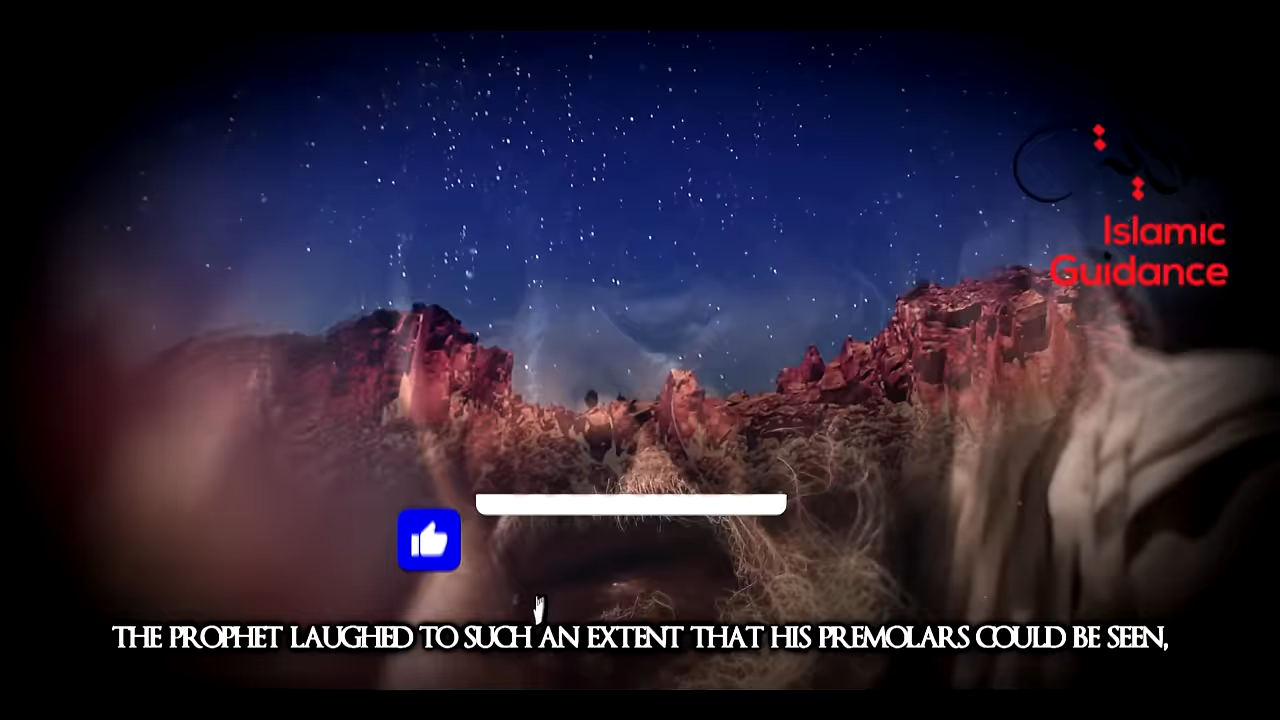 Islamic
Guidance
THE PROPHET LAUGHED TO SUCH AN EXTENT THAT HIS PREMOLARS COULD BE SEEN,